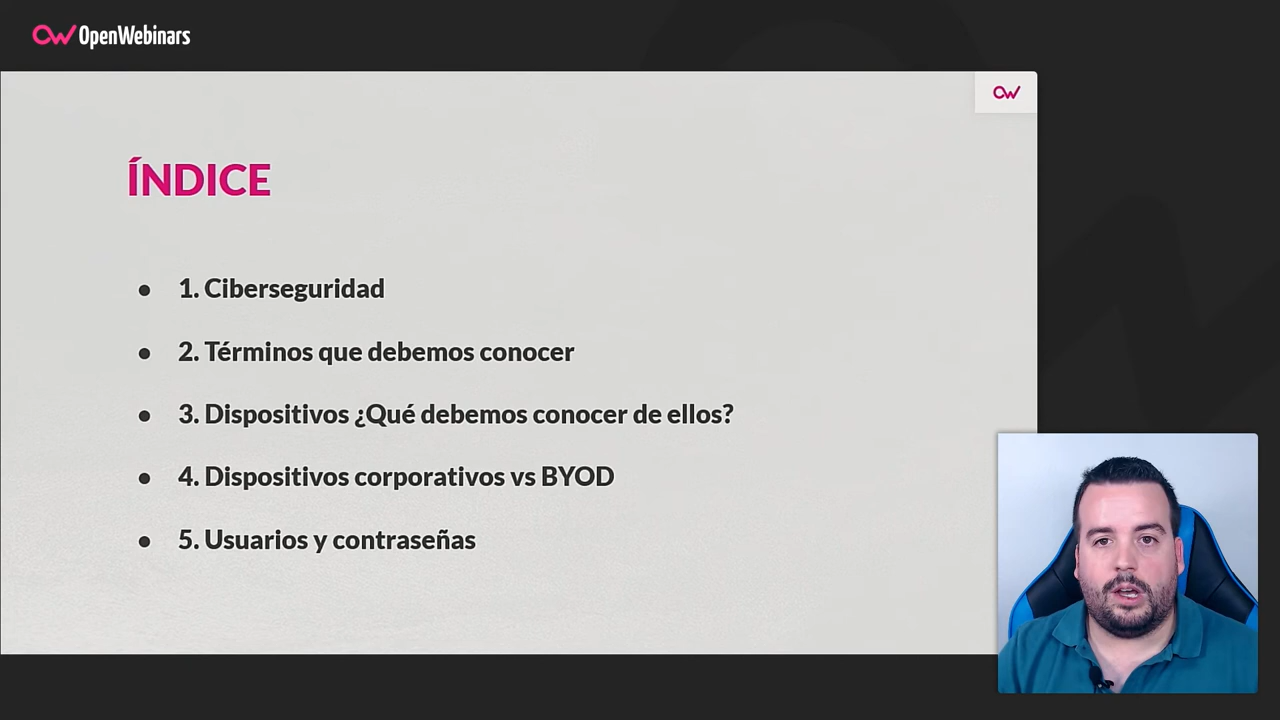 OpenWebinars
ÍNDICE
● 1. Ciberseguridad
● 2. Términos que debemos conocer
● 3. Dispositivos ¿Qué debemos conocer de ellos?
● 4. Dispositivos corporativos vs BYOD
● 5. Usuarios y contraseñas